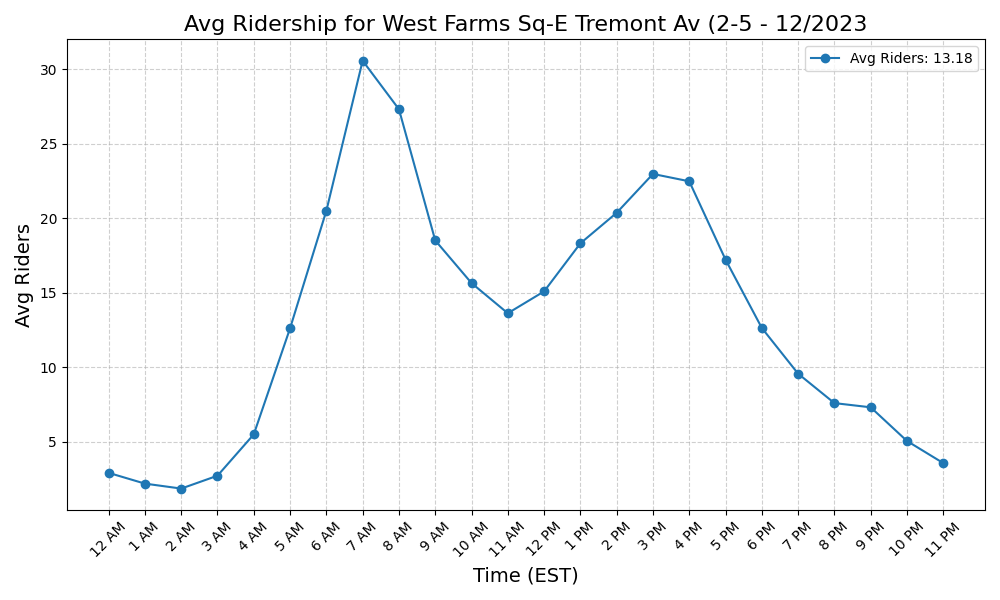 Avg Ridership for West Farms Sq-E Tremont Av (2-5 - 12/2023
Avg Riders: 13.18
Avg Riders
30
25
20
15
10
5
12 AM
1 AM
2 AM
3 AM
4 AM
5 AM
6 AM
7 AM
8 AM
9 AM
10 AM
11 AM
12 PM
1 PM
2 PM
3 PM
4 PM
5 PM
6 PM
7 PM
8 PM
9 PM
10 PM
11 PM
Time (EST)